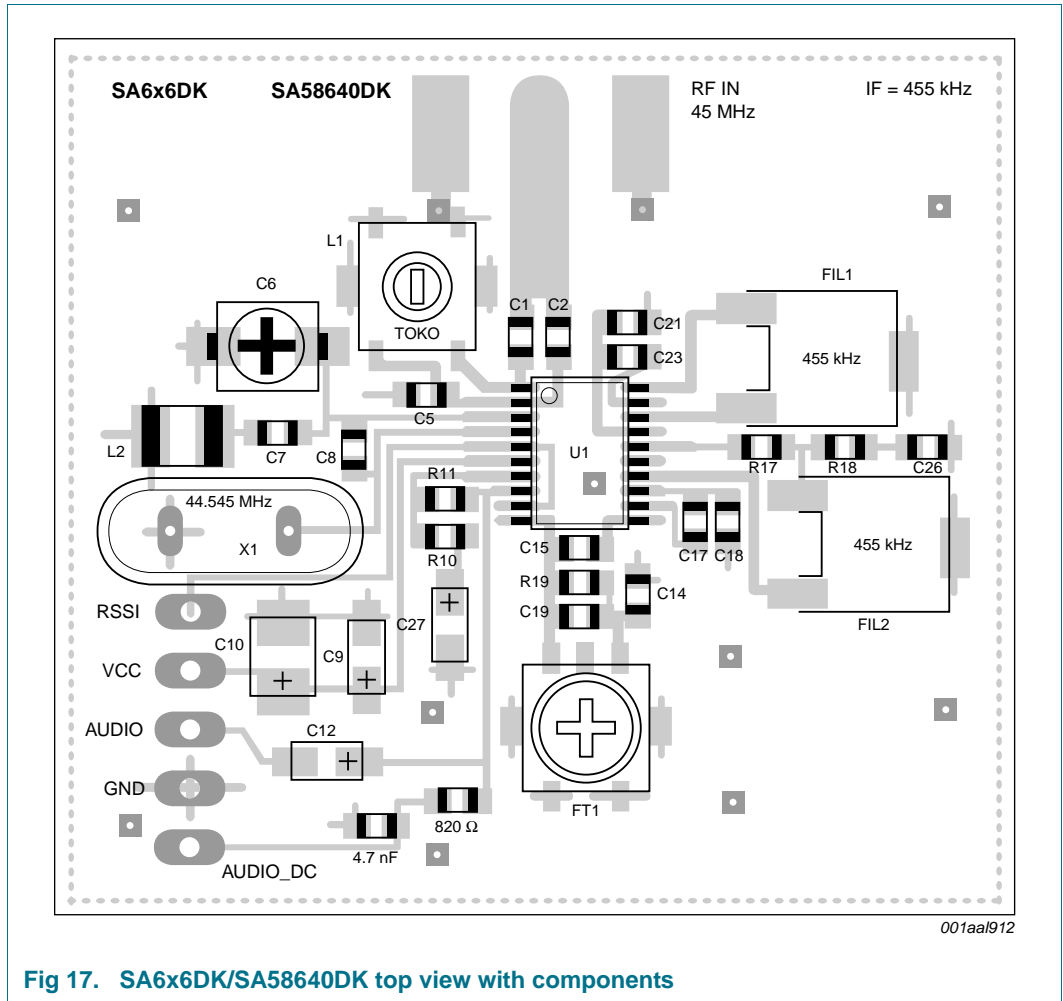 SA6x6DK SA58640DK RF IN IF = 455 kHz
45 MHz
L1
C6
FIL1
C1 C2
C21
TOKO
C23
455 kHz
C5
U1
L2
C7
C8
R17 R18 C26
R11
44.545 MHz
X1
R10
C15
C17 C18
455 kHz
R19
C14
RSSI
C19
C27
FIL2
C10
C9
VCC
AUDIO
C12
GND
FT1
820 Ω
4.7 nF
AUDIO_DC
001aal912
Fig 17. SA6x6DK/SA58640DK top view with components